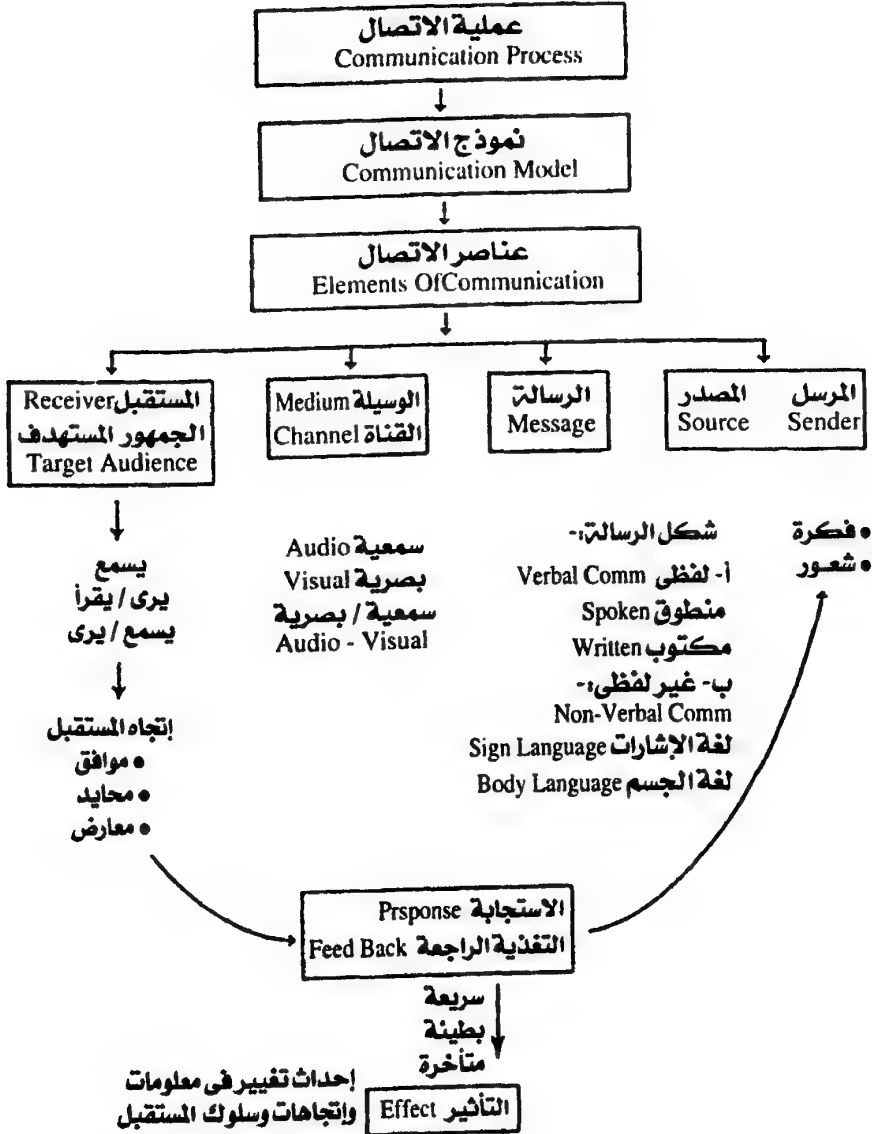 عملية الاتصال
Communication Process
نموذج الاتصال
Communication Model
عناصر الاتصال
Elements OfCommunication
المرسل المصدر
Source Sender
الرسالة
Message
الوسيلة Medium
القناة Channel
المستقبل Receiver
الجمهور المستهدف
Target Audience
• فكرة
• شعور
شكل الرسالة:-
أ- لفظى Verbal Comm
منطوق Spoken
مكتوب Written
ب- غير لفظى:-
Non-Verbal Comm
لغة الإشارات Sign Language
لغة الجسم Body Language
سمعية Audio
بصرية Visual
سمعية / بصرية
Audio - Visual
يسمع
يرى / يقرأ
يسمع / يرى
إتجاه المستقبل
• موافق
• محايد
• معارض
الاستجابة Prsponse
التغذية الراجعة Feed Back
سريعة
بطيئة
متأخرة
التأثير Effect
إحداث تغيير فى معلومات
وإتجاهات وسلوك المستقبل